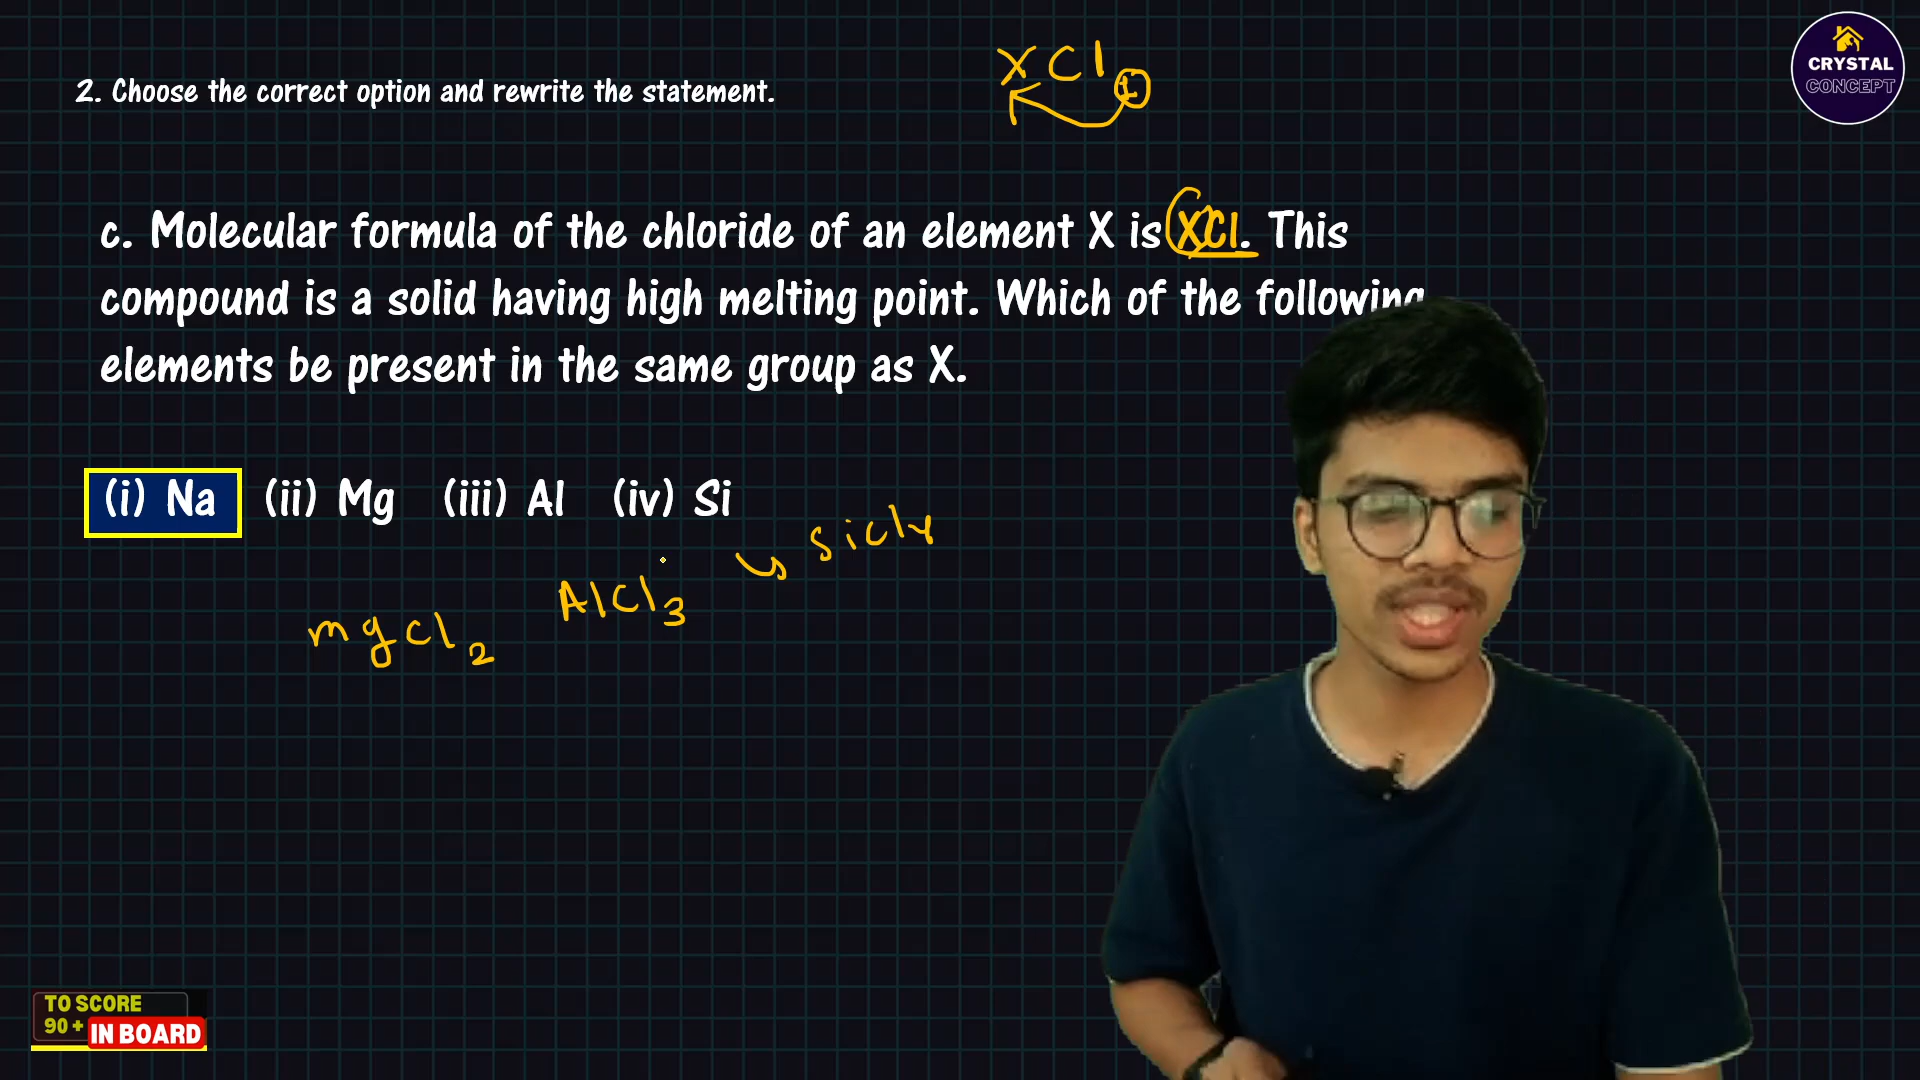 XCl1
CRYSTAL
CONCEPT
2. Choose the correct option and rewrite the statement.
c. Molecular formula of the chloride of an element X is XCl. This
compound is a solid having high melting point. Which of the following
elements be present in the same group as X.
(i) Na (ii) Mg (iii) Al (iv) Si
SiCl4
AlCl3
mgCl2
TO SCORE
90 + IN BOARD